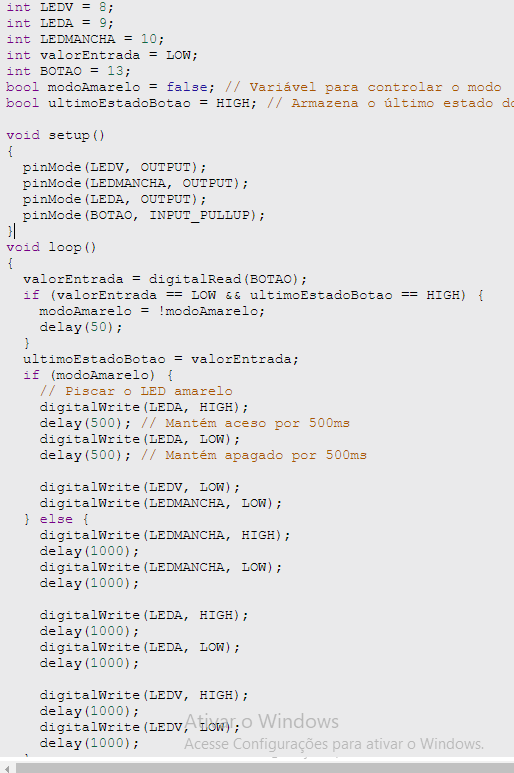 int LEDV = 8;
int LEDA = 9;
int LEDMANCHA = 10;
int valorEntrada = LOW;
int BOTAO = 13;
bool modoAmarelo = false; // Variável para controlar o modo
bool ultimoEstadoBotao = HIGH; // Armazena o último estado do
void setup()
{
  pinMode(LEDV, OUTPUT);
  pinMode(LEDMANCHA, OUTPUT);
  pinMode(LEDA, OUTPUT);
  pinMode(BOTAO, INPUT_PULLUP);
}
void loop()
{
  valorEntrada = digitalRead(BOTAO);
  if (valorEntrada == LOW && ultimoEstadoBotao == HIGH) {
    modoAmarelo = !modoAmarelo;
    delay(50);
  }
  ultimoEstadoBotao = valorEntrada;
  if (modoAmarelo) {
    // Piscar o LED amarelo
    digitalWrite(LEDA, HIGH);
    delay(500); // Mantém aceso por 500ms
    digitalWrite(LEDA, LOW);
    delay(500); // Mantém apagado por 500ms
    digitalWrite(LEDV, LOW);
    digitalWrite(LEDMANCHA, LOW);
  } else {
    digitalWrite(LEDMANCHA, HIGH);
    delay(1000);
    digitalWrite(LEDMANCHA, LOW);
    delay(1000);
    digitalWrite(LEDA, HIGH);
    delay(1000);
    digitalWrite(LEDA, LOW);
    delay(1000);
    digitalWrite(LEDV, HIGH);
    delay(1000);
    digitalWrite(LEDV, LOW);
    delay(1000);
Ativar o Windows
Acesse Configurações para ativar o Windows.